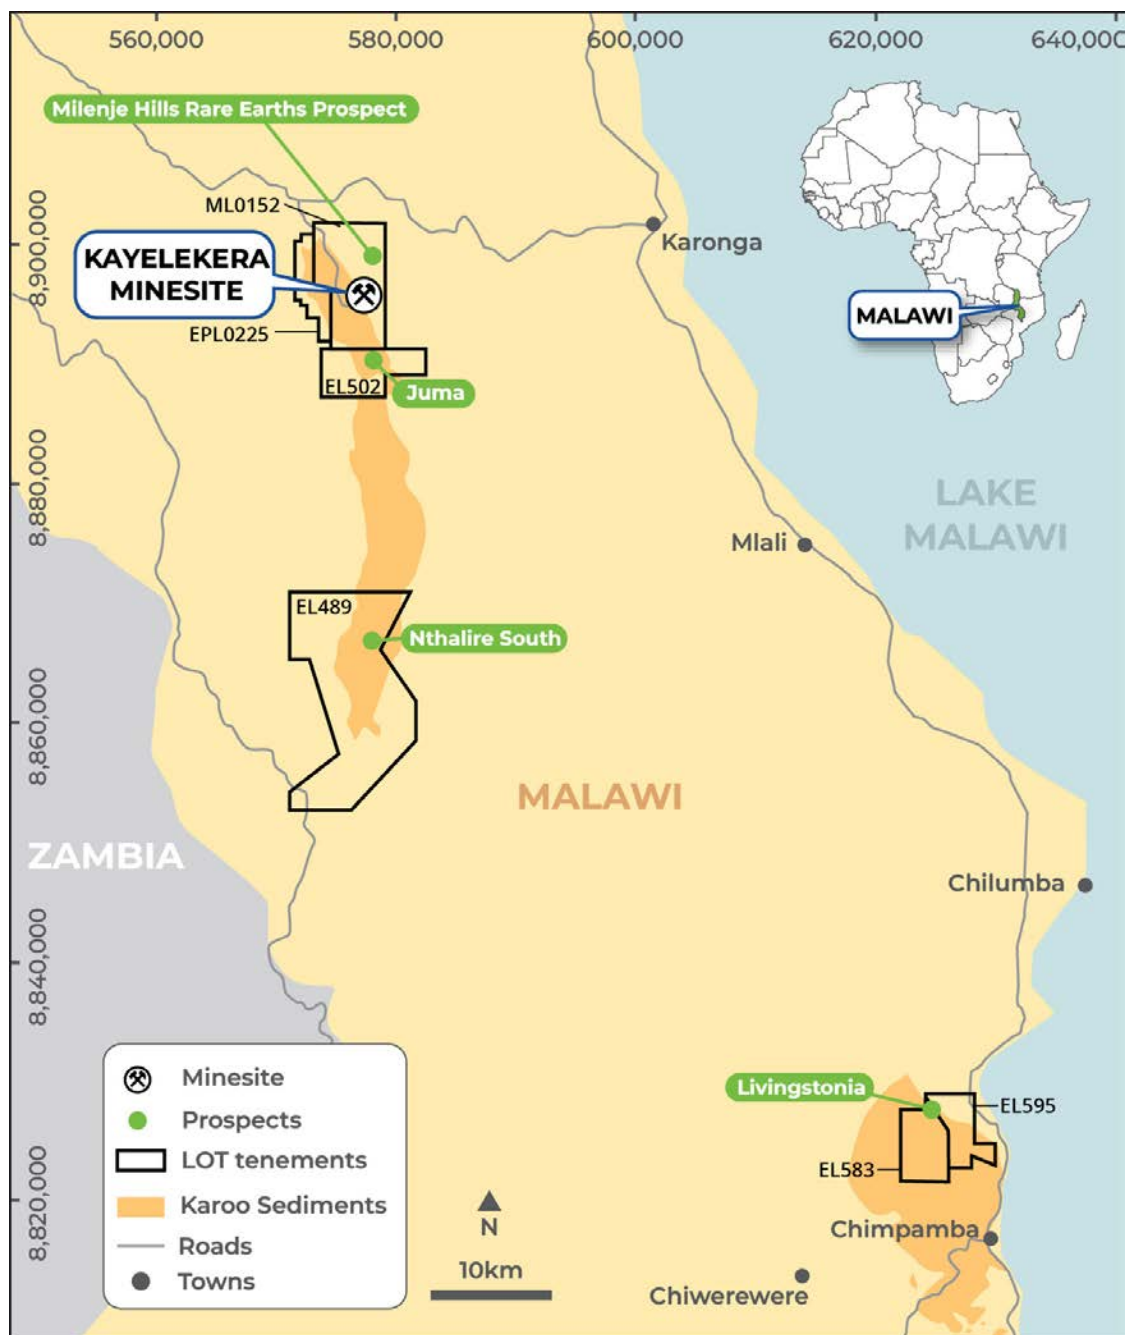 560,000
580,000
600,000
620,000
640,000
Milenje Hills Rare Earths Prospect
ML0152
8,900,000
KAYELEKERA
MINESITE
Karonga
MALAWI
EPL0225
EL502
Juma
8,880,000
LAKE
MALAWI
Mlali
EL489
Nthalire South
8,860,000
MALAWI
ZAMBIA
Chilumba
8,840,000
Minesite
Prospects
LOT tenements
Karoo Sediments
Roads
Towns
Livingstonia
EL595
EL583
8,820,000
N
10km
Chimpamba
Chiwerewere